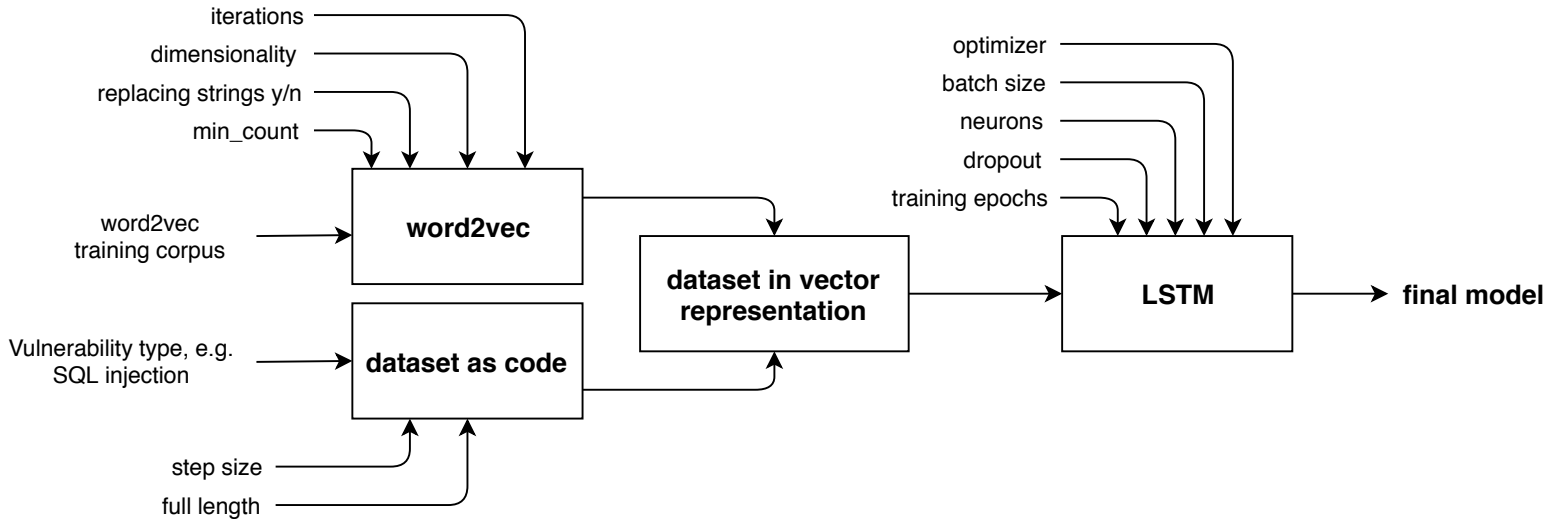 iterations
dimensionality
replacing strings y/n
min_count
word2vec
training corpus
word2vec
Vulnerability type, e.g.
SQL injection
dataset as code
step size
full length
dataset in vector
representation
optimizer
batch size
neurons
dropout
training epochs
LSTM
final model